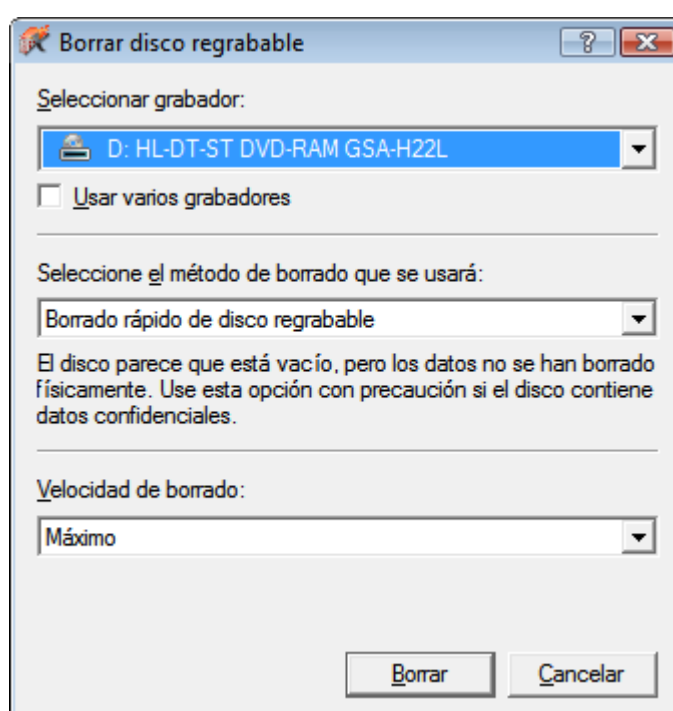 Borrar disco regrabable
Seleccionar grabador:
D: HL-DT-ST DVD-RAM GSA-H22L
Usar varios grabadores
Seleccione el método de borrado que se usará:
Borrado rápido de disco regrabable
El disco parece que está vacío, pero los datos no se han borrado
físicamente. Use esta opción con precaución si el disco contiene
datos confidenciales.
Velocidad de borrado:
Máximo
Borrar
Cancelar